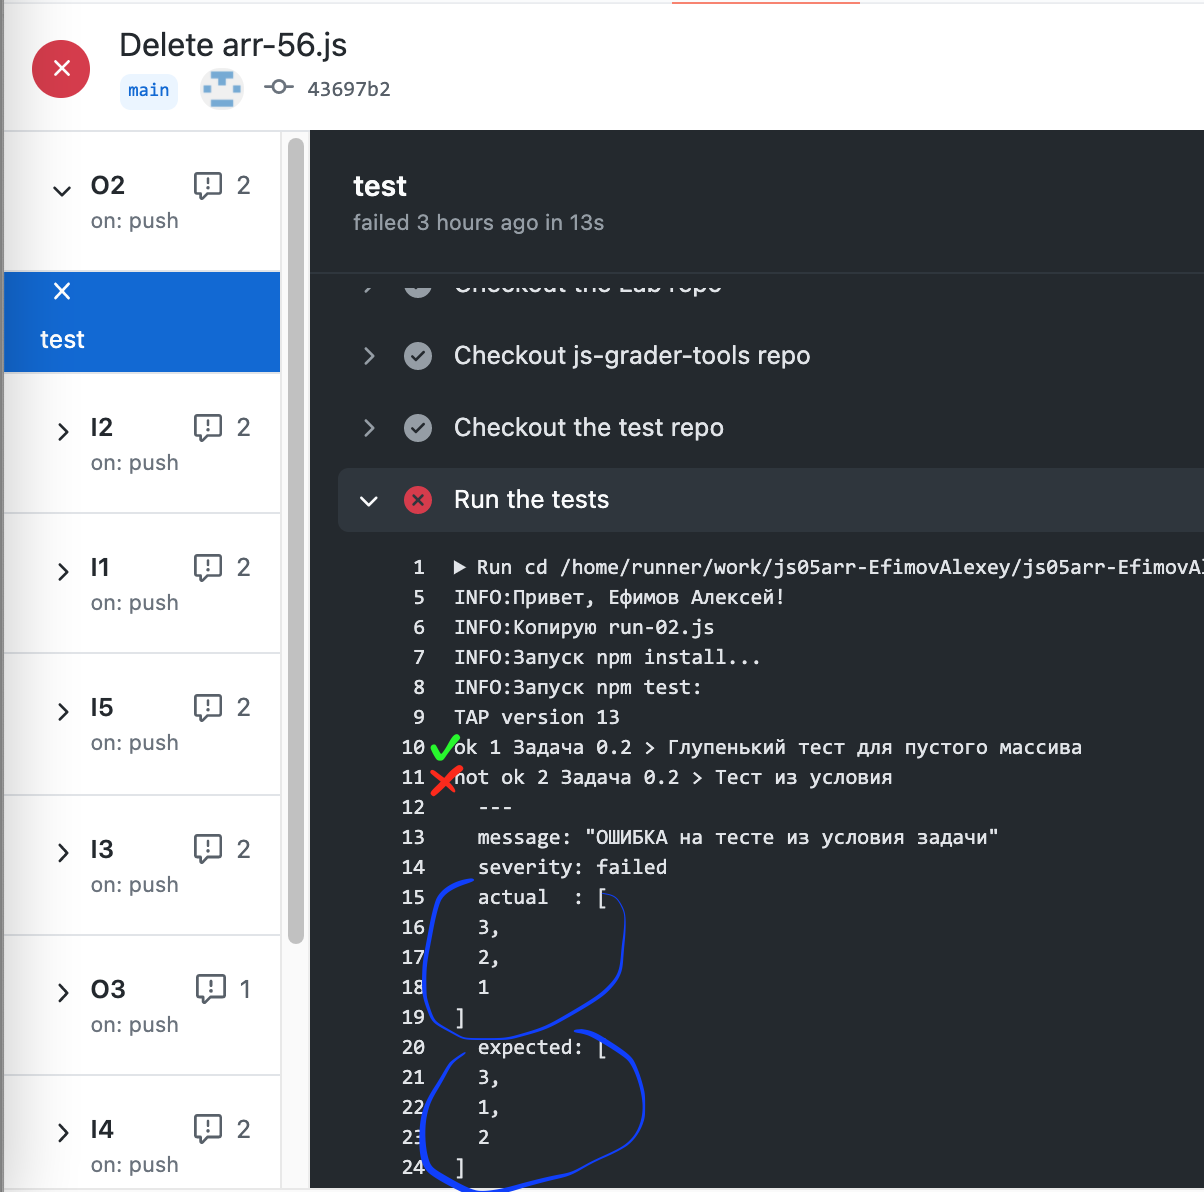 Delete arr-56.js
main 43697b2
O2 2
on: push
test
I2 2
on: push
I1 2
on: push
I5 2
on: push
I3 2
on: push
O3 1
on: push
I4 2
on: push
test
failed 3 hours ago in 13s
Checkout the Lab repo
Checkout js-grader-tools repo
Checkout the test repo
Run the tests
1 ▶ Run cd /home/runner/work/js05arr-EfimovAlexey/js05arr-EfimovAl
5 INFO:Привет, Ефимов Алексей!
6 INFO:Копирую run-02.js
7 INFO:Запуск npm install...
8 INFO:Запуск npm test:
9 TAP version 13
10 ok 1 Задача 0.2 > Глупенький тест для пустого массива
11 not ok 2 Задача 0.2 > Тест из условия
12 ---
13 message: "ОШИБКА на тесте из условия задачи"
14 severity: failed
15 actual : [
16 3,
17 2,
18 1
19 ]
20 expected: [
21 3,
22 1,
23 2
24 ]